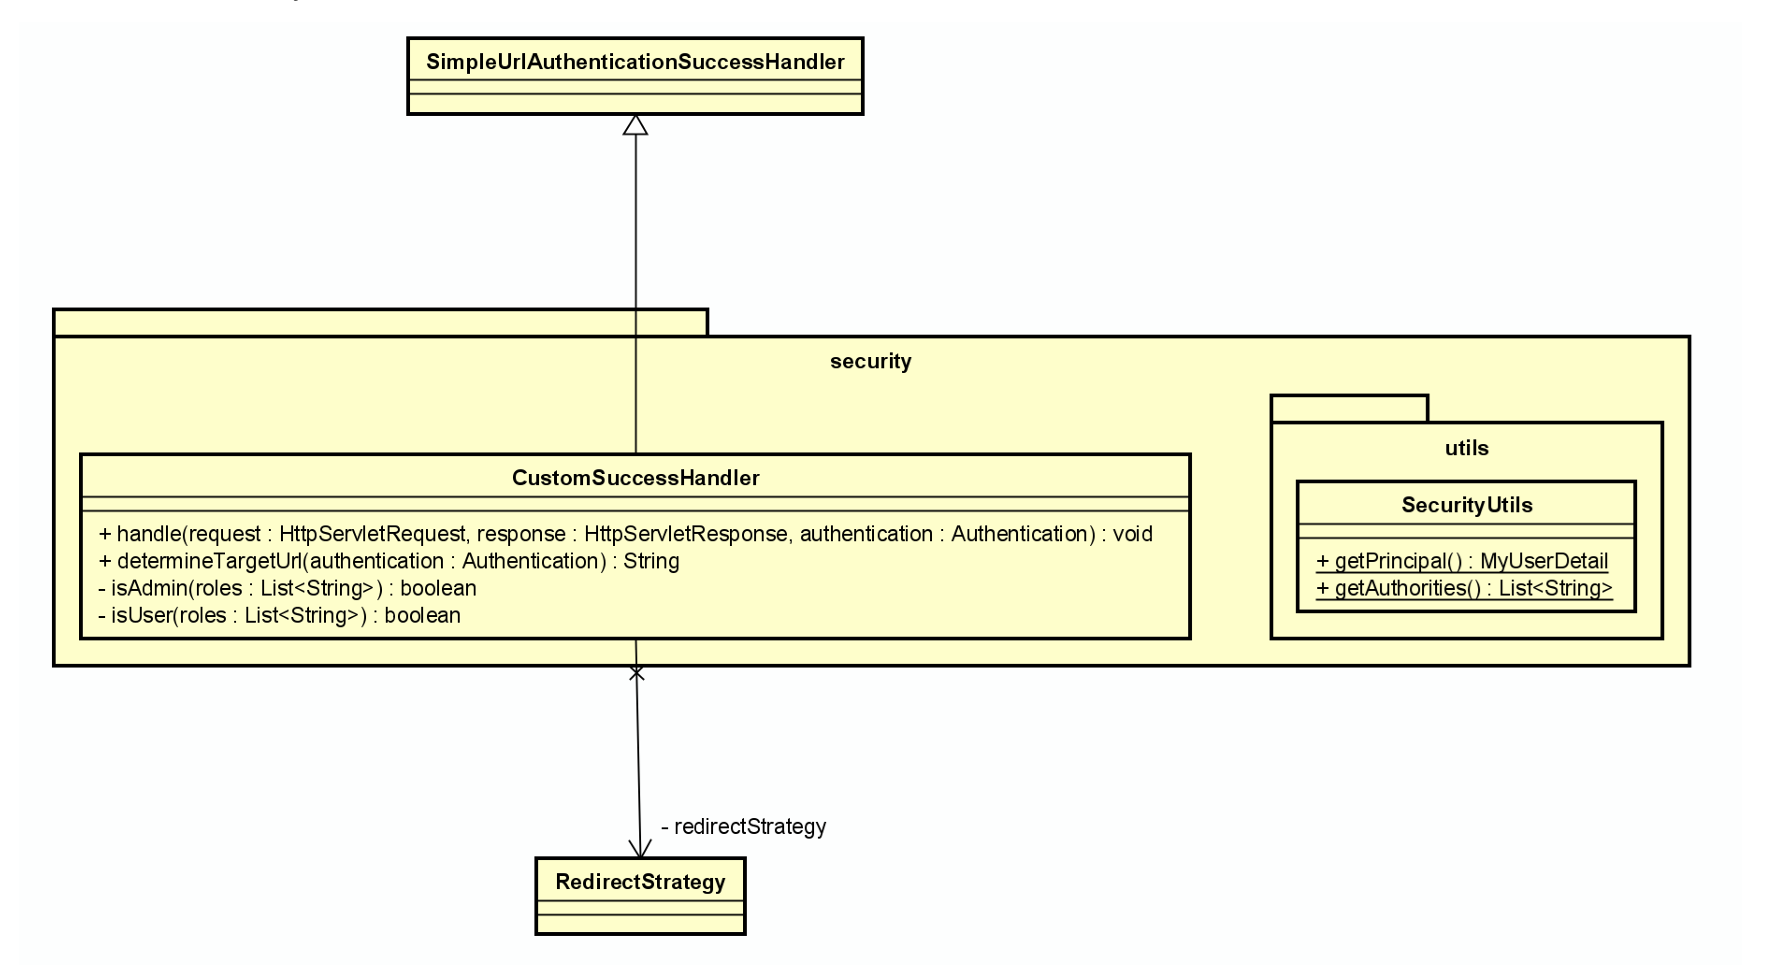 SimpleUrlAuthenticationSuccessHandler
security
utils
CustomSuccessHandler
+ handle(request : HttpServletRequest, response : HttpServletResponse, authentication : Authentication) : void
+ determineTargetUrl(authentication : Authentication) : String
- isAdmin(roles : List<String>) : boolean
- isUser(roles : List<String>) : boolean
SecurityUtils
+ getPrincipal() : MyUserDetail
+ getAuthorities() : List<String>
- redirectStrategy
RedirectStrategy